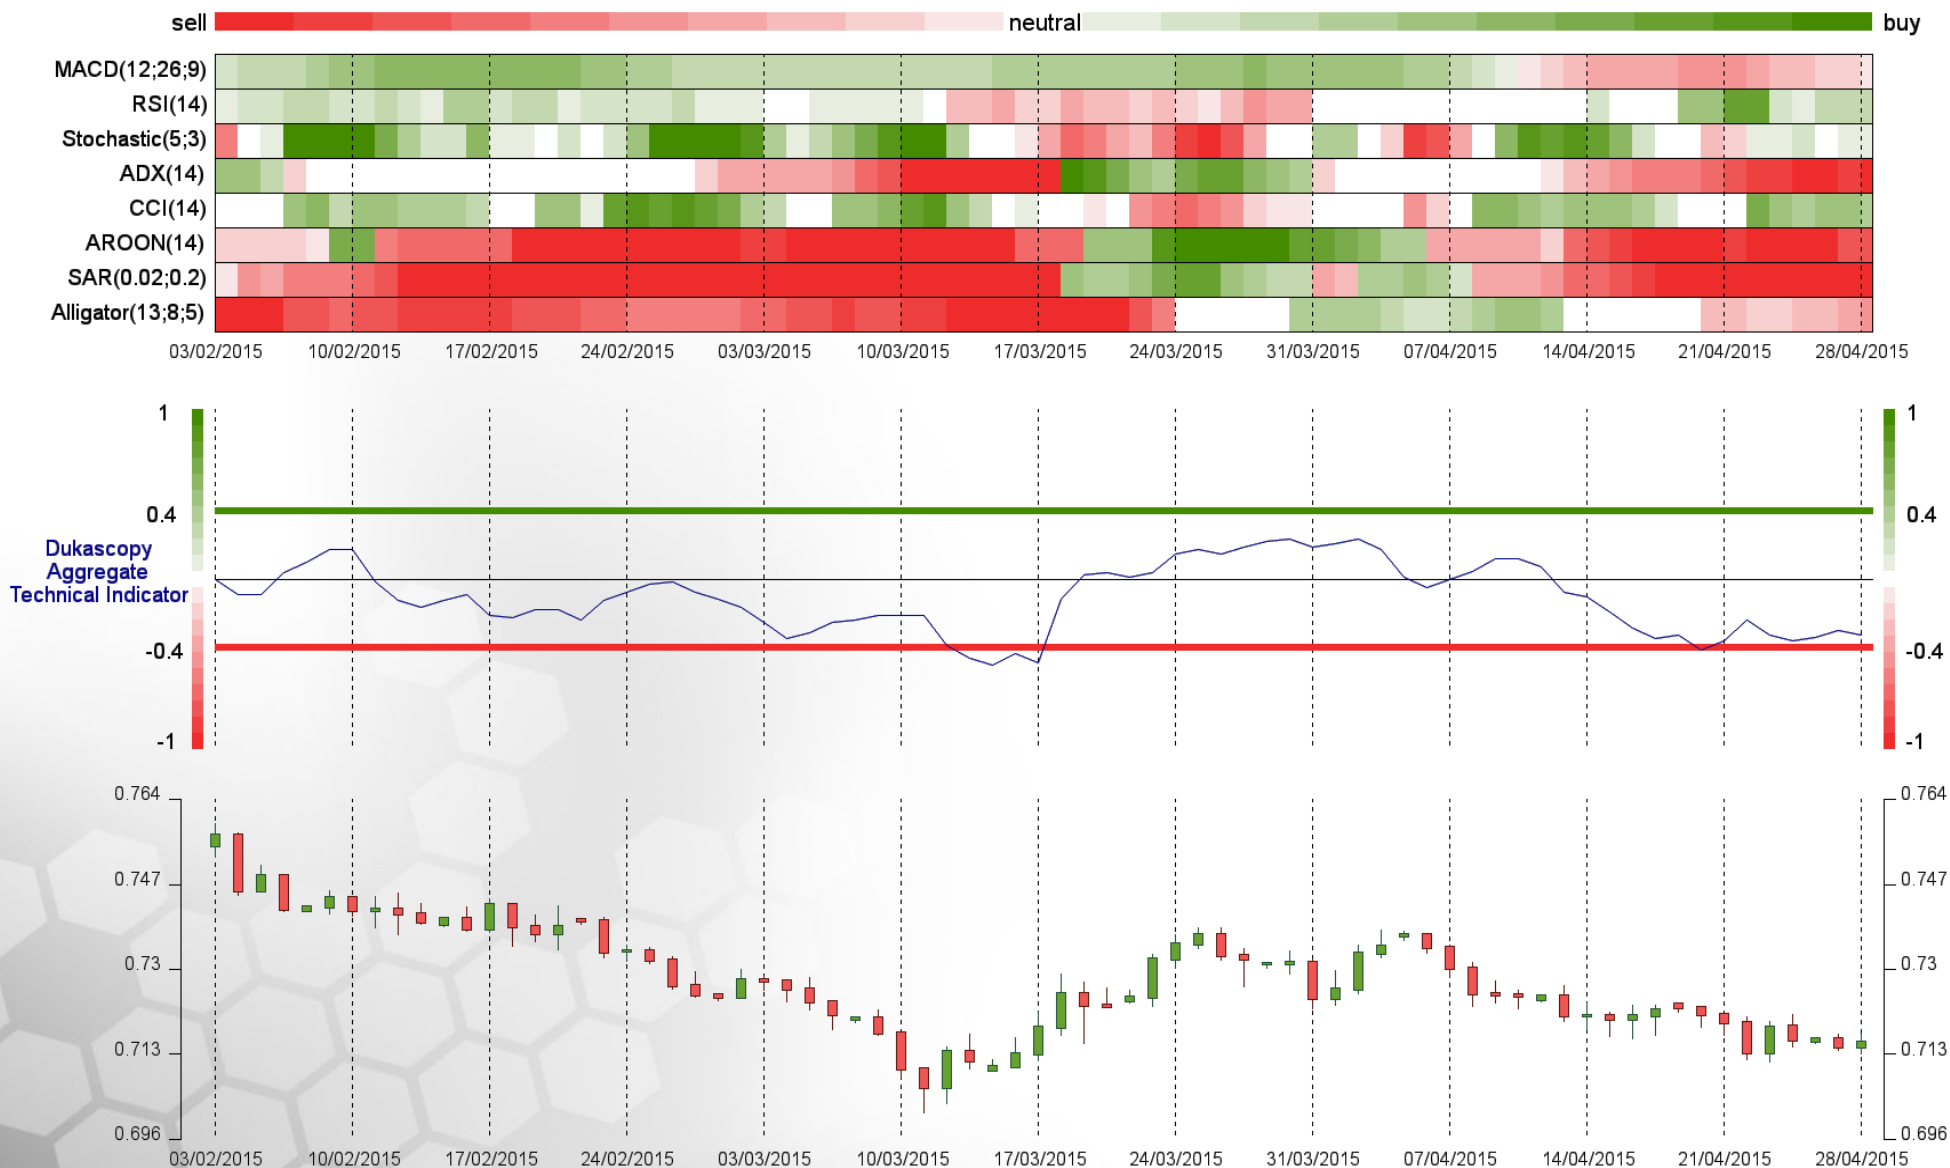 sell neutral buy
MACD(12;26;9)
RSI(14)
Stochastic(5;3)
ADX(14)
CCI(14)
AROON(14)
SAR(0.02;0.2)
Alligator(13;8;5)
03/02/2015 10/02/2015 17/02/2015 24/02/2015 03/03/2015 10/03/2015 17/03/2015 24/03/2015 31/03/2015 07/04/2015 14/04/2015 21/04/2015 28/04/2015
1 1
0.4 0.4
Dukascopy
Aggregate
Technical Indicator
-0.4 -0.4
-1 -1
0.764 0.764
0.747 0.747
0.73 0.73
0.713 0.713
0.696 0.696
03/02/2015 10/02/2015 17/02/2015 24/02/2015 03/03/2015 10/03/2015 17/03/2015 24/03/2015 31/03/2015 07/04/2015 14/04/2015 21/04/2015 28/04/2015